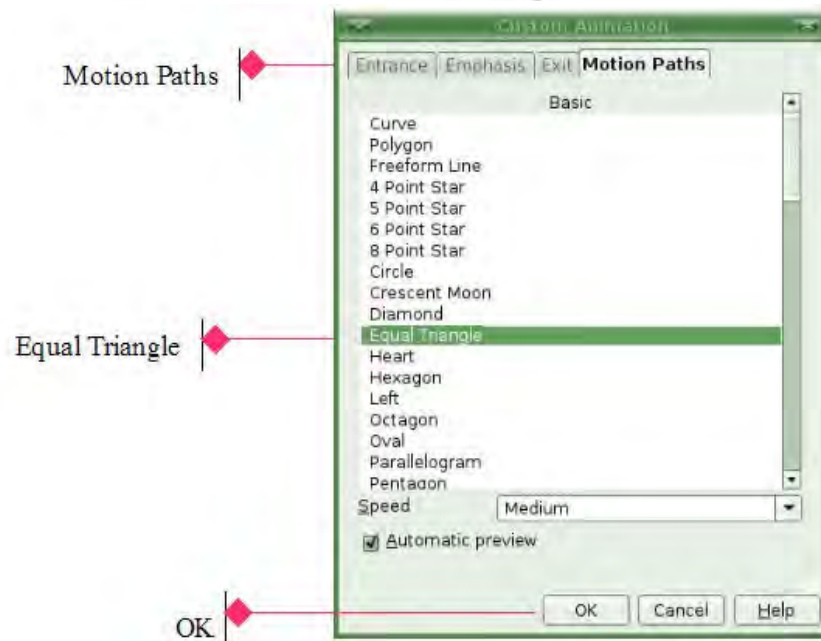 Custom Animation
Motion Paths
Entrance Emphasis Exit Motion Paths
Basic
Curve
Polygon
Freeform Line
4 Point Star
5 Point Star
6 Point Star
8 Point Star
Circle
Crescent Moon
Diamond
Equal Triangle
Equal Triangle
Heart
Hexagon
Left
Octagon
Oval
Parallelogram
Pentagon
Speed Medium
Automatic preview
OK Cancel Help
OK